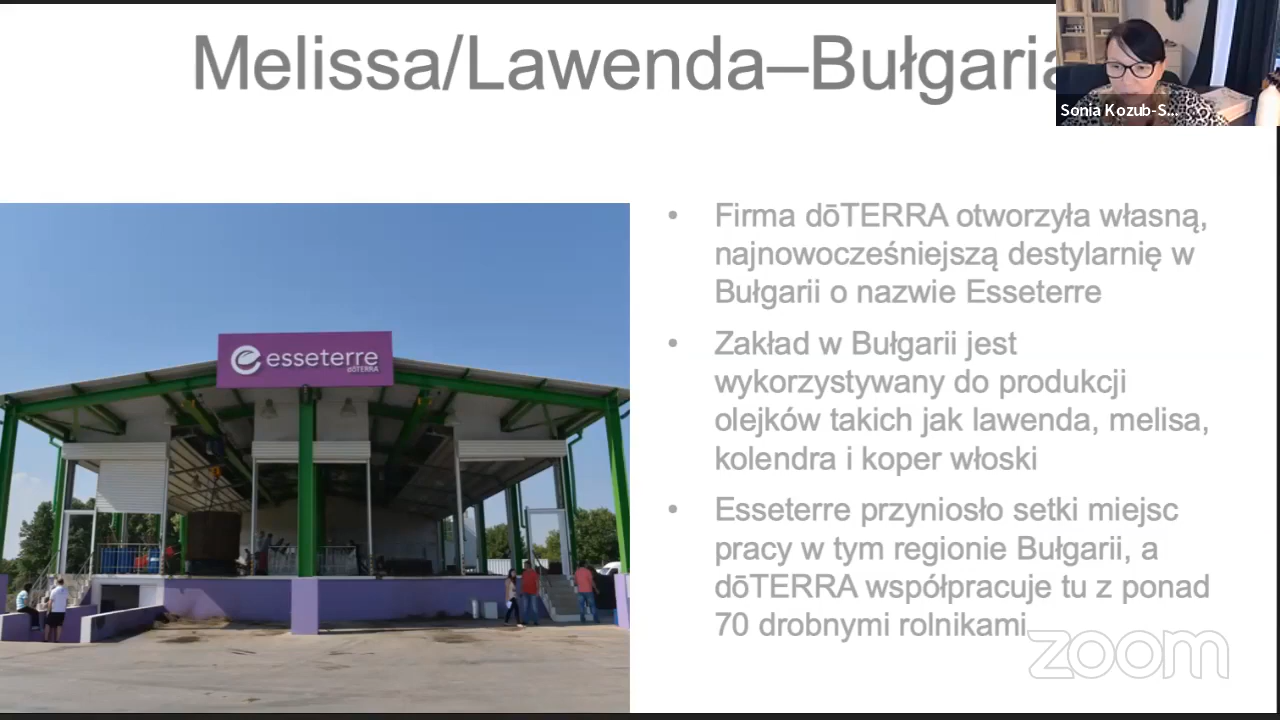 Melissa/Lawenda–Bułgaria
Sonia Kozub-S...
• Firma dōTERRA otworzyła własną,
najnowocześniejszą destylarnię w
Bułgarii o nazwie Esseterre
• Zakład w Bułgarii jest
wykorzystywany do produkcji
olejków takich jak lawenda, melisa,
kolendra i koper włoski
• Esseterre przyniosło setki miejsc
pracy w tym regionie Bułgarii, a
dōTERRA współpracuje tu z ponad
70 drobnymi rolnikami
esseterre
dōTERRA
zoom